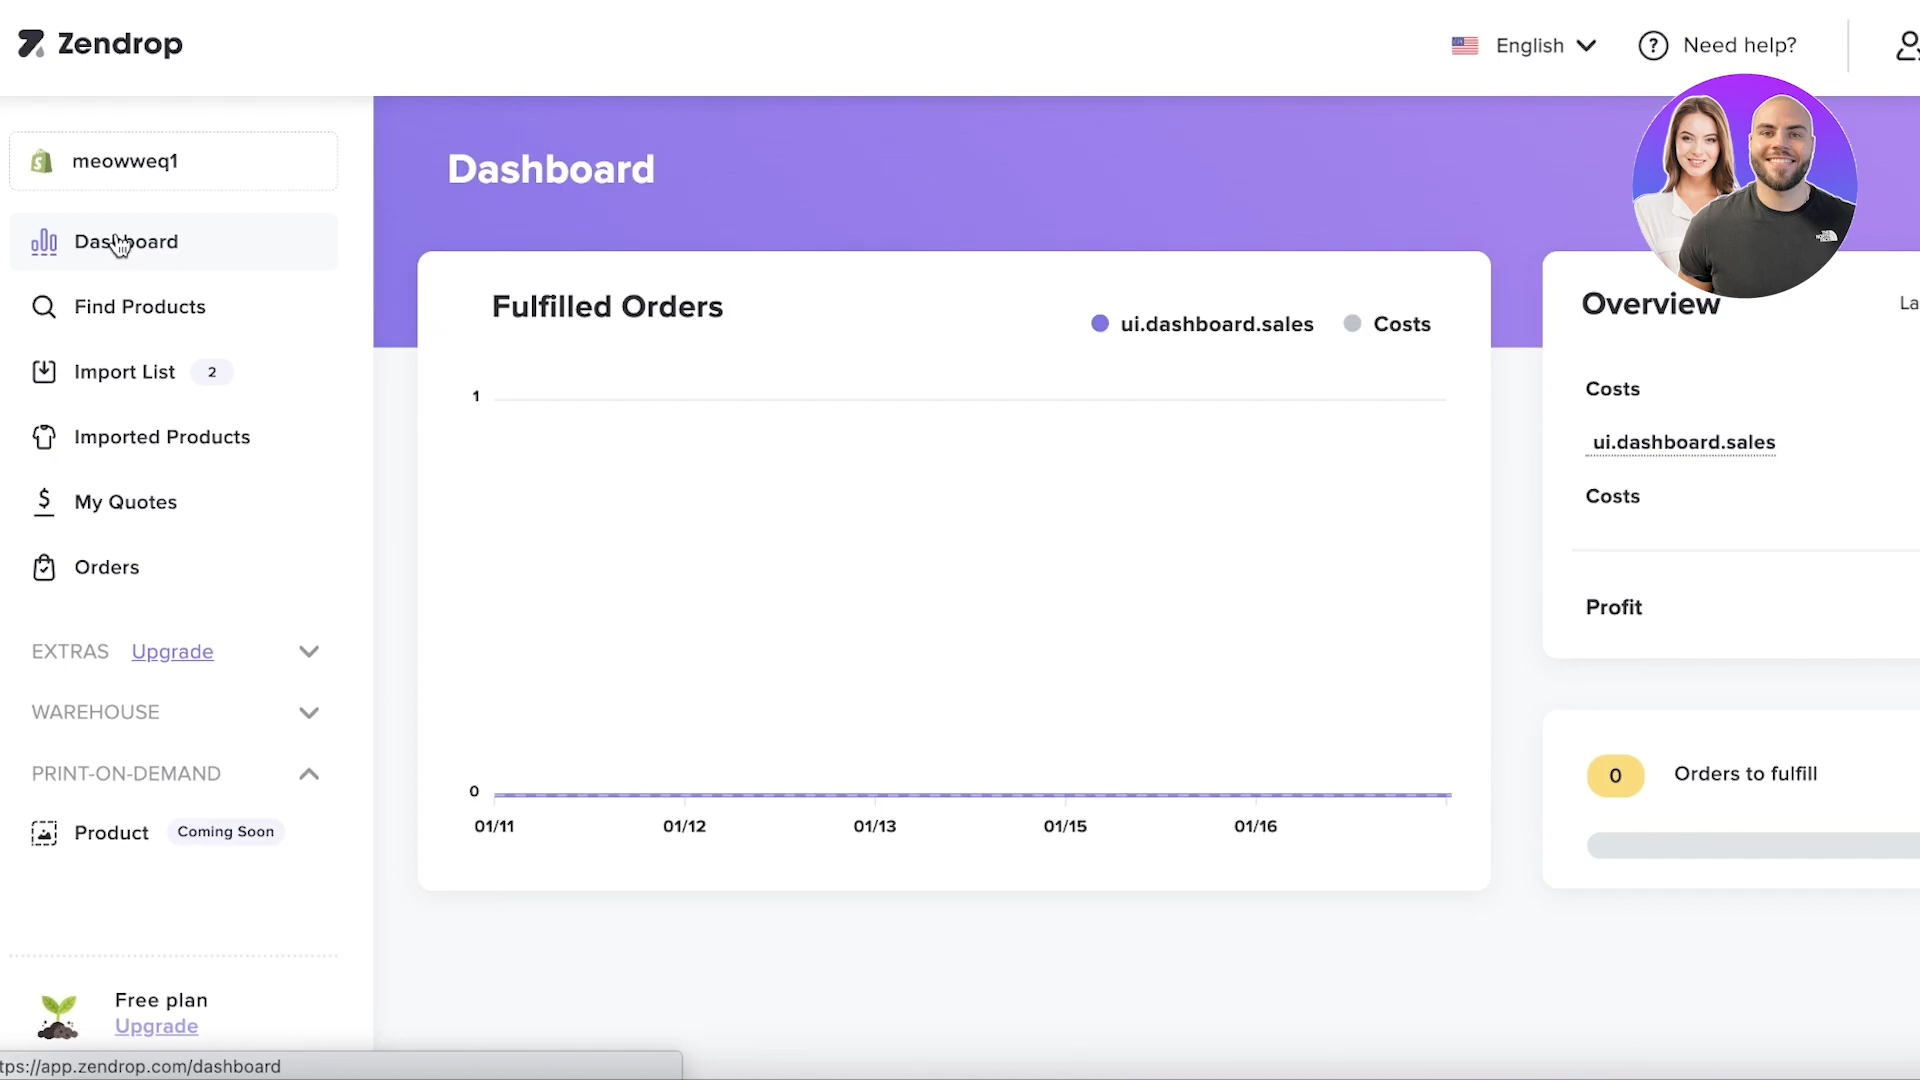 Zendrop
English
Need help?
meowweq1
Dashboard
Find Products
Import List 2
Imported Products
My Quotes
Orders
EXTRAS Upgrade
WAREHOUSE
PRINT-ON-DEMAND
Product Coming Soon
Free plan
Upgrade
tps://app.zendrop.com/dashboard
Dashboard
Fulfilled Orders
ui.dashboard.sales Costs
1
0
01/11 01/12 01/13 01/15 01/16
Overview La
Costs
ui.dashboard.sales
Costs
Profit
0 Orders to fulfill
THE NORTH FACE